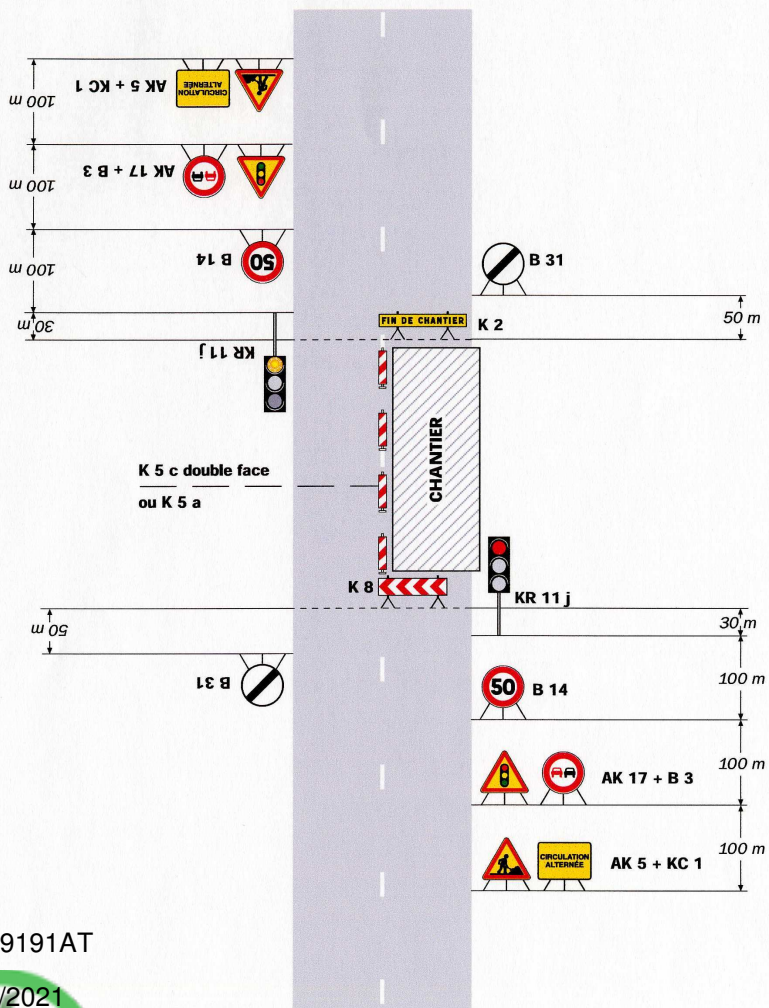 AK 5 + KC 1
CIRCULATION
ALTERNÉE
100 m
AK 17 + B 3
100 m
B 14
50
100 m
B 31
FIN DE CHANTIER
K 2
50 m
30 m
KR 11 j
CHANTIER
K 5 c double face
ou K 5 a
K 8
KR 11 j
50 m
30 m
B 31
50
B 14
100 m
AK 17 + B 3
100 m
CIRCULATION
ALTERNÉE
AK 5 + KC 1
100 m
9191AT
/2021